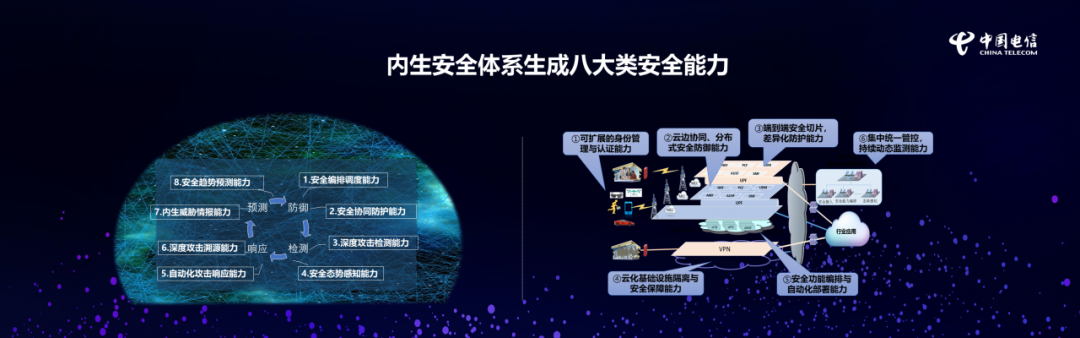 中国电信
CHINA TELECOM
内生安全体系生成八大类安全能力
8.安全趋势预测能力
1.安全编排调度能力
7.内生威胁情报能力
预测
防御
2.安全协同防护能力
6.深度攻击溯源能力
响应
检测
3.深度攻击检测能力
5.自动化攻击响应能力
4.安全态势感知能力
①可扩展的身份管
理与认证能力
②云边协同、分布
式安全防御能力
③端到端安全切片，
差异化防护能力
⑥集中统一管控，
持续动态监测能力
行业应用
VPN
④云化基础设施隔离与
安全保障能力
⑤安全功能编排与
自动化部署能力